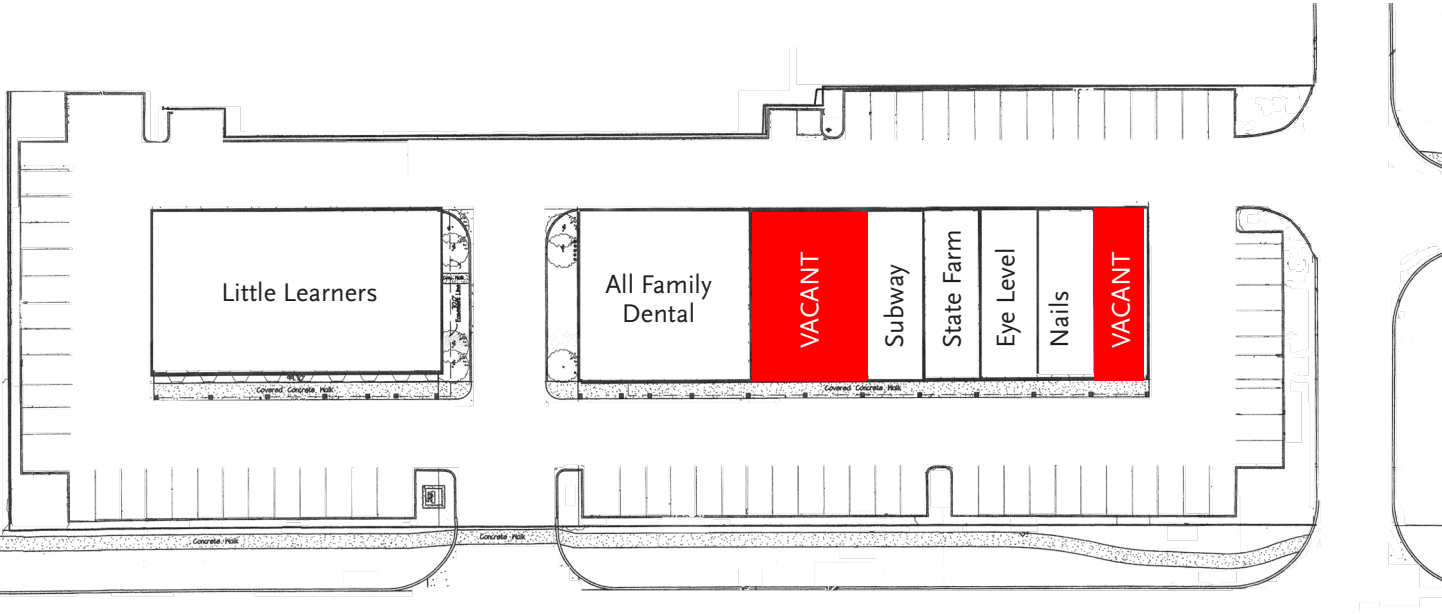 Little Learners
All Family
Dental
VACANT
Subway
State Farm
Eye Level
Nails
VACANT
Covered Concrete Walk
Covered Concrete Walk
Concrete Walk
Concrete Walk